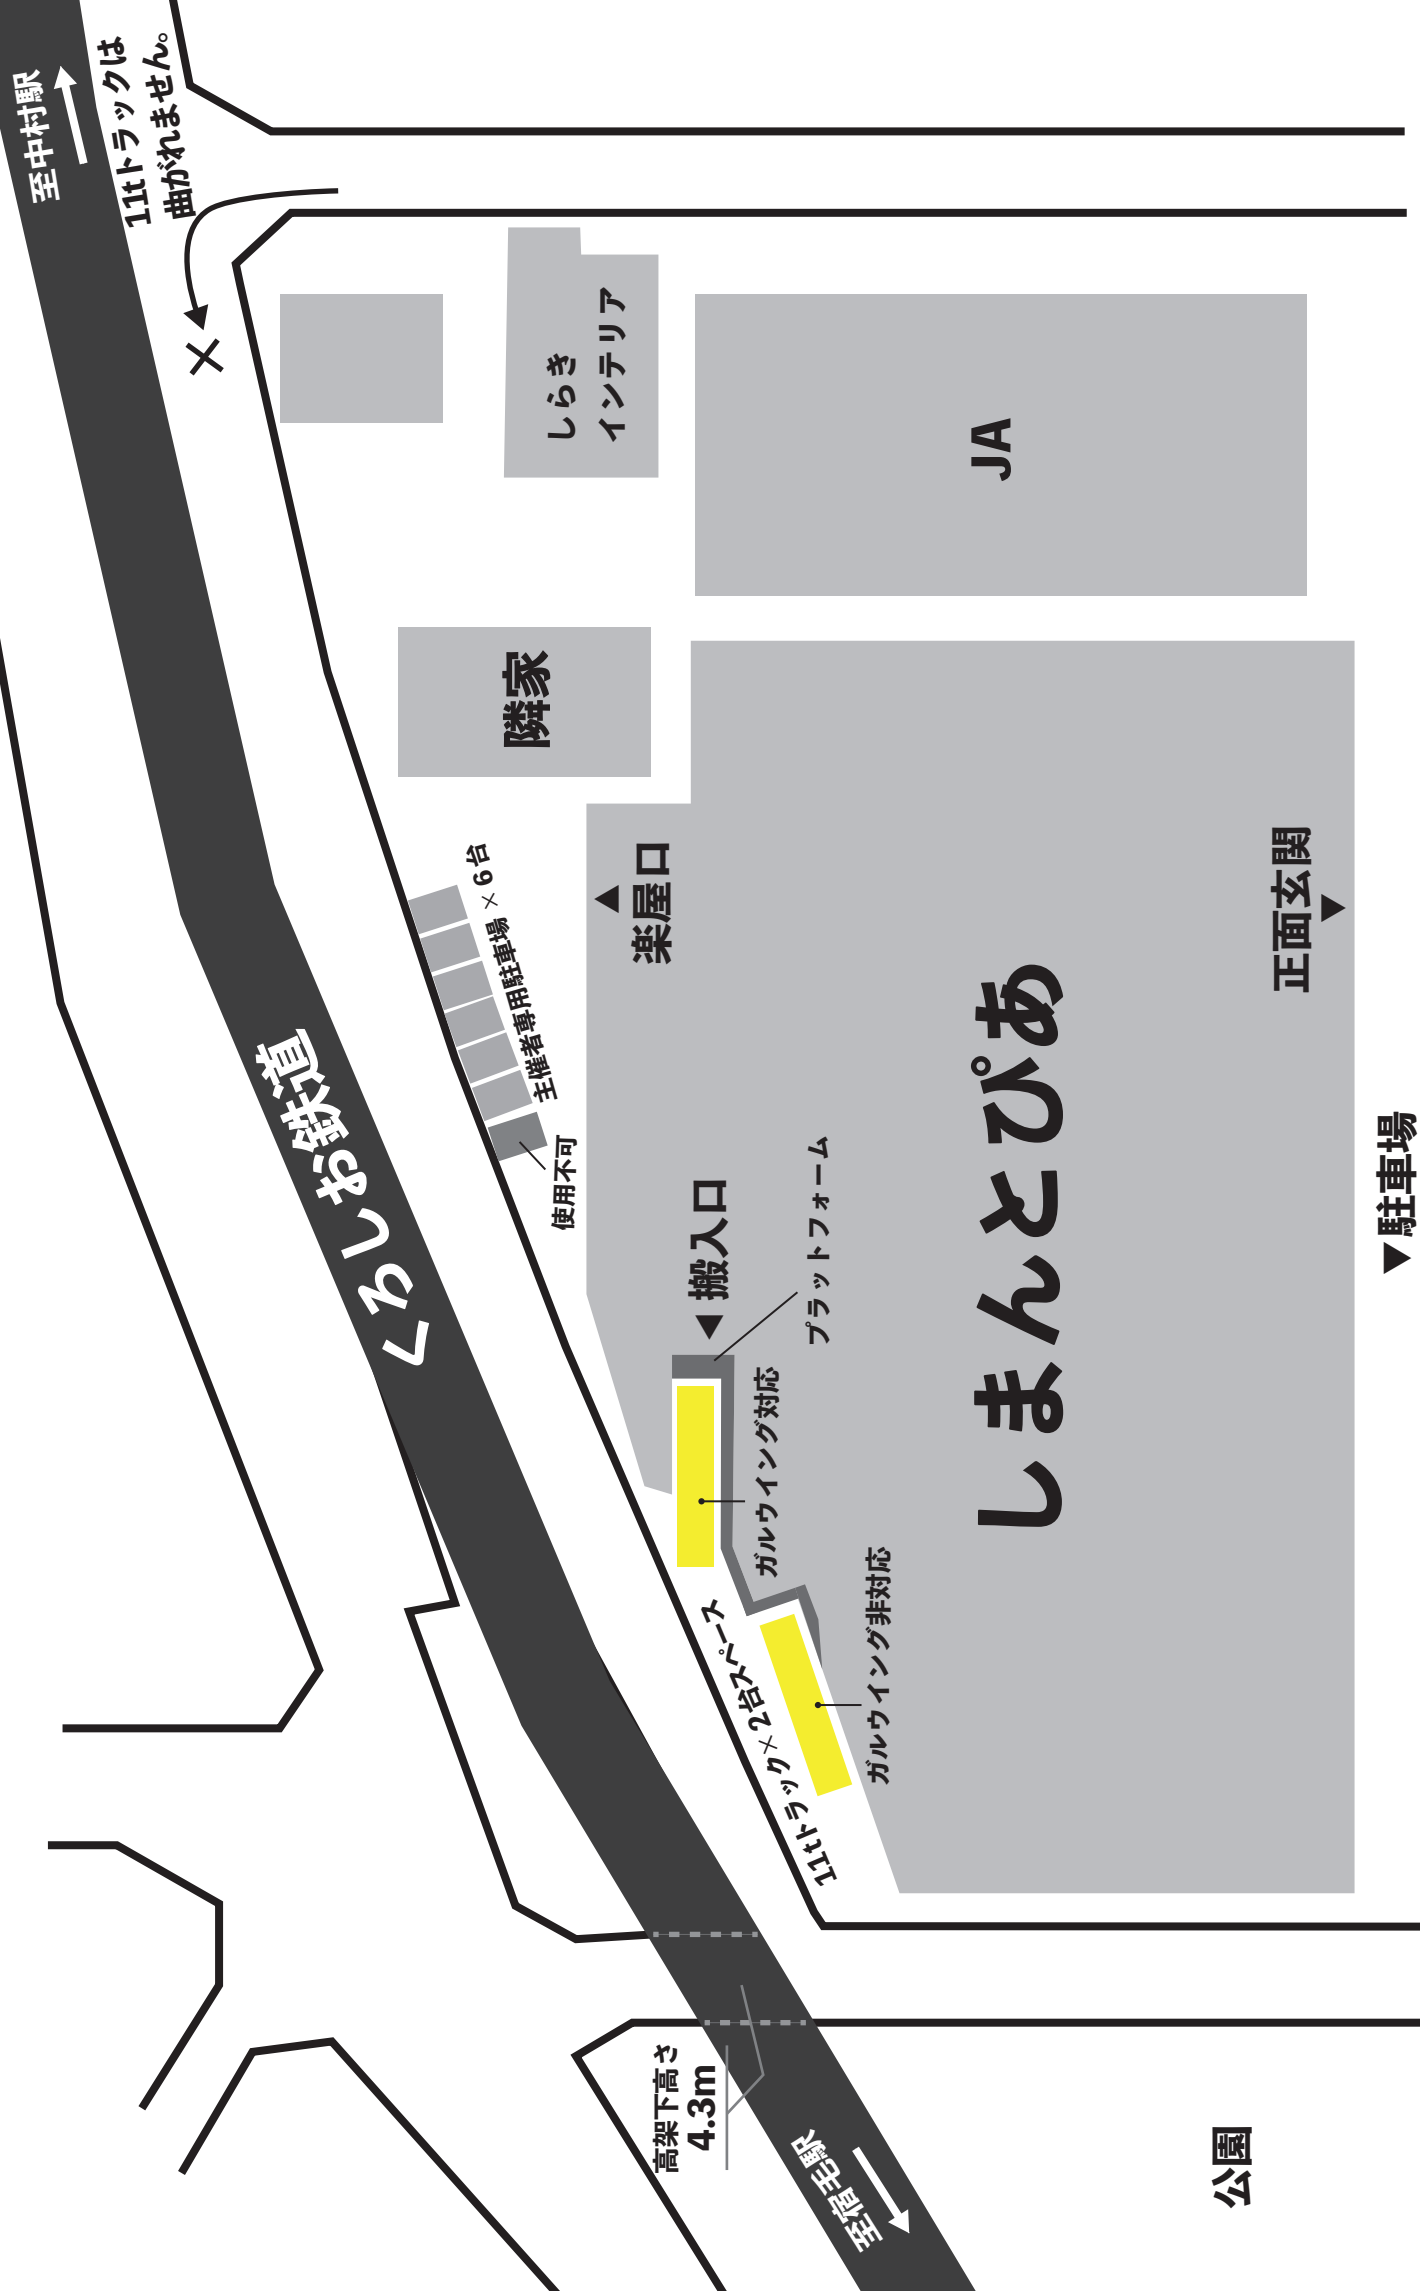 至中村駅
11tトラックは
曲がれません。
しらき
インテリア
JA
隣家
主催者専用駐車場×6台
使用不可
楽屋口
正面玄関
くろしお鉄道
搬入口
プラットフォーム
しまんとぴあ
駐車場
ガルウイング対応
ガルウイング非対応
11tトラック×2台スペース
高架下高さ
4.3m
至宿毛駅
公園